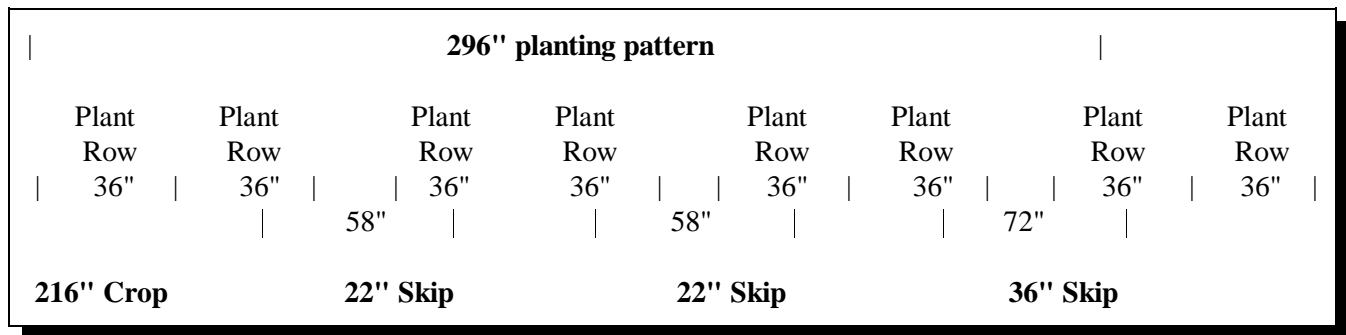 | 296" planting pattern |
Plant Plant Plant Plant Plant Plant Plant Plant
Row Row Row Row Row Row Row Row
| 36" | 36" | | 36" 36" | | 36" | 36" | | 36" | 36" |
| 58" | | 58" | | 72" |
216" Crop 22" Skip 22" Skip 36" Skip